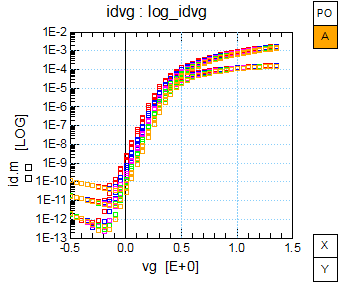 idvg : log_idvg
PO
A
1E-2
1E-3
1E-4
1E-5
1E-6
1E-7
1E-8
1E-9
1E-10
1E-11
1E-12
1E-13
id.m [LOG]
-0.5 0.0 0.5 1.0 1.5
vg [E+0]
X
Y